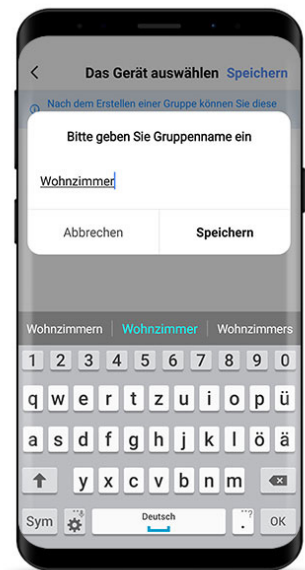 Das Gerät auswählen Speichern
Nach dem Erstellen einer Gruppe können Sie diese
Bitte geben Sie Gruppenname ein
Wohnzimmer
Abbrechen Speichern
Wohnzimmern Wohnzimmer Wohnzimmers
1 2 3 4 5 6 7 8 9 0
q w e r t z u i o p ü
a s d f g h j k l ö ä
y x c v b n m
Sym Deutsch . ? OK